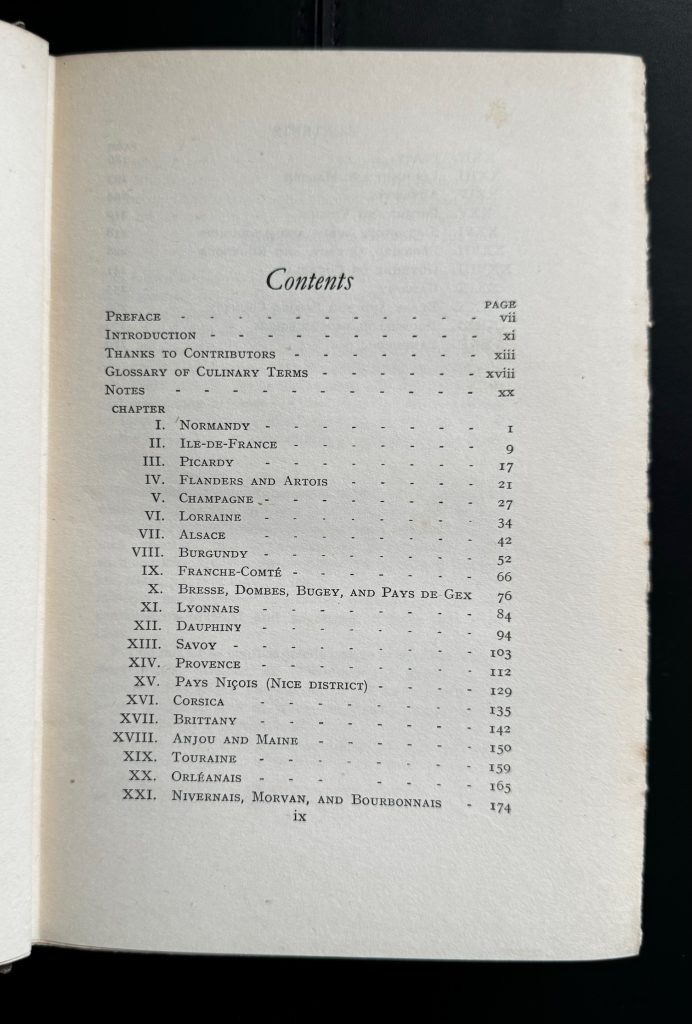 Contents
PAGE
Preface - - - - - - - - - - - vii
Introduction - - - - - - - - - - xi
Thanks to Contributors - - - - - - - xiii
Glossary of Culinary Terms - - - - - - xviii
Notes - - - - - - - - - - - xx
CHAPTER
I. Normandy - - - - - - - - 1
II. Ile-de-France - - - - - - - 9
III. Picardy - - - - - - - - 17
IV. Flanders and Artois - - - - - 21
V. Champagne - - - - - - - - 27
VI. Lorraine - - - - - - - - 34
VII. Alsace - - - - - - - - 42
VIII. Burgundy - - - - - - - - 52
IX. Franche-Comté - - - - - - - 66
X. Bresse, Dombes, Bugey, and Pays de Gex 76
XI. Lyonnais - - - - - - - - 84
XII. Dauphiny - - - - - - - - 94
XIII. Savoy - - - - - - - - - 103
XIV. Provence - - - - - - - - 112
XV. Pays Niçois (Nice district) - - - - 129
XVI. Corsica - - - - - - - - 135
XVII. Brittany - - - - - - - - 142
XVIII. Anjou and Maine - - - - - - 150
XIX. Touraine - - - - - - - - 159
XX. Orléanais - - - - - - - 165
XXI. Nivernais, Morvan, and Bourbonnais - 174
ix